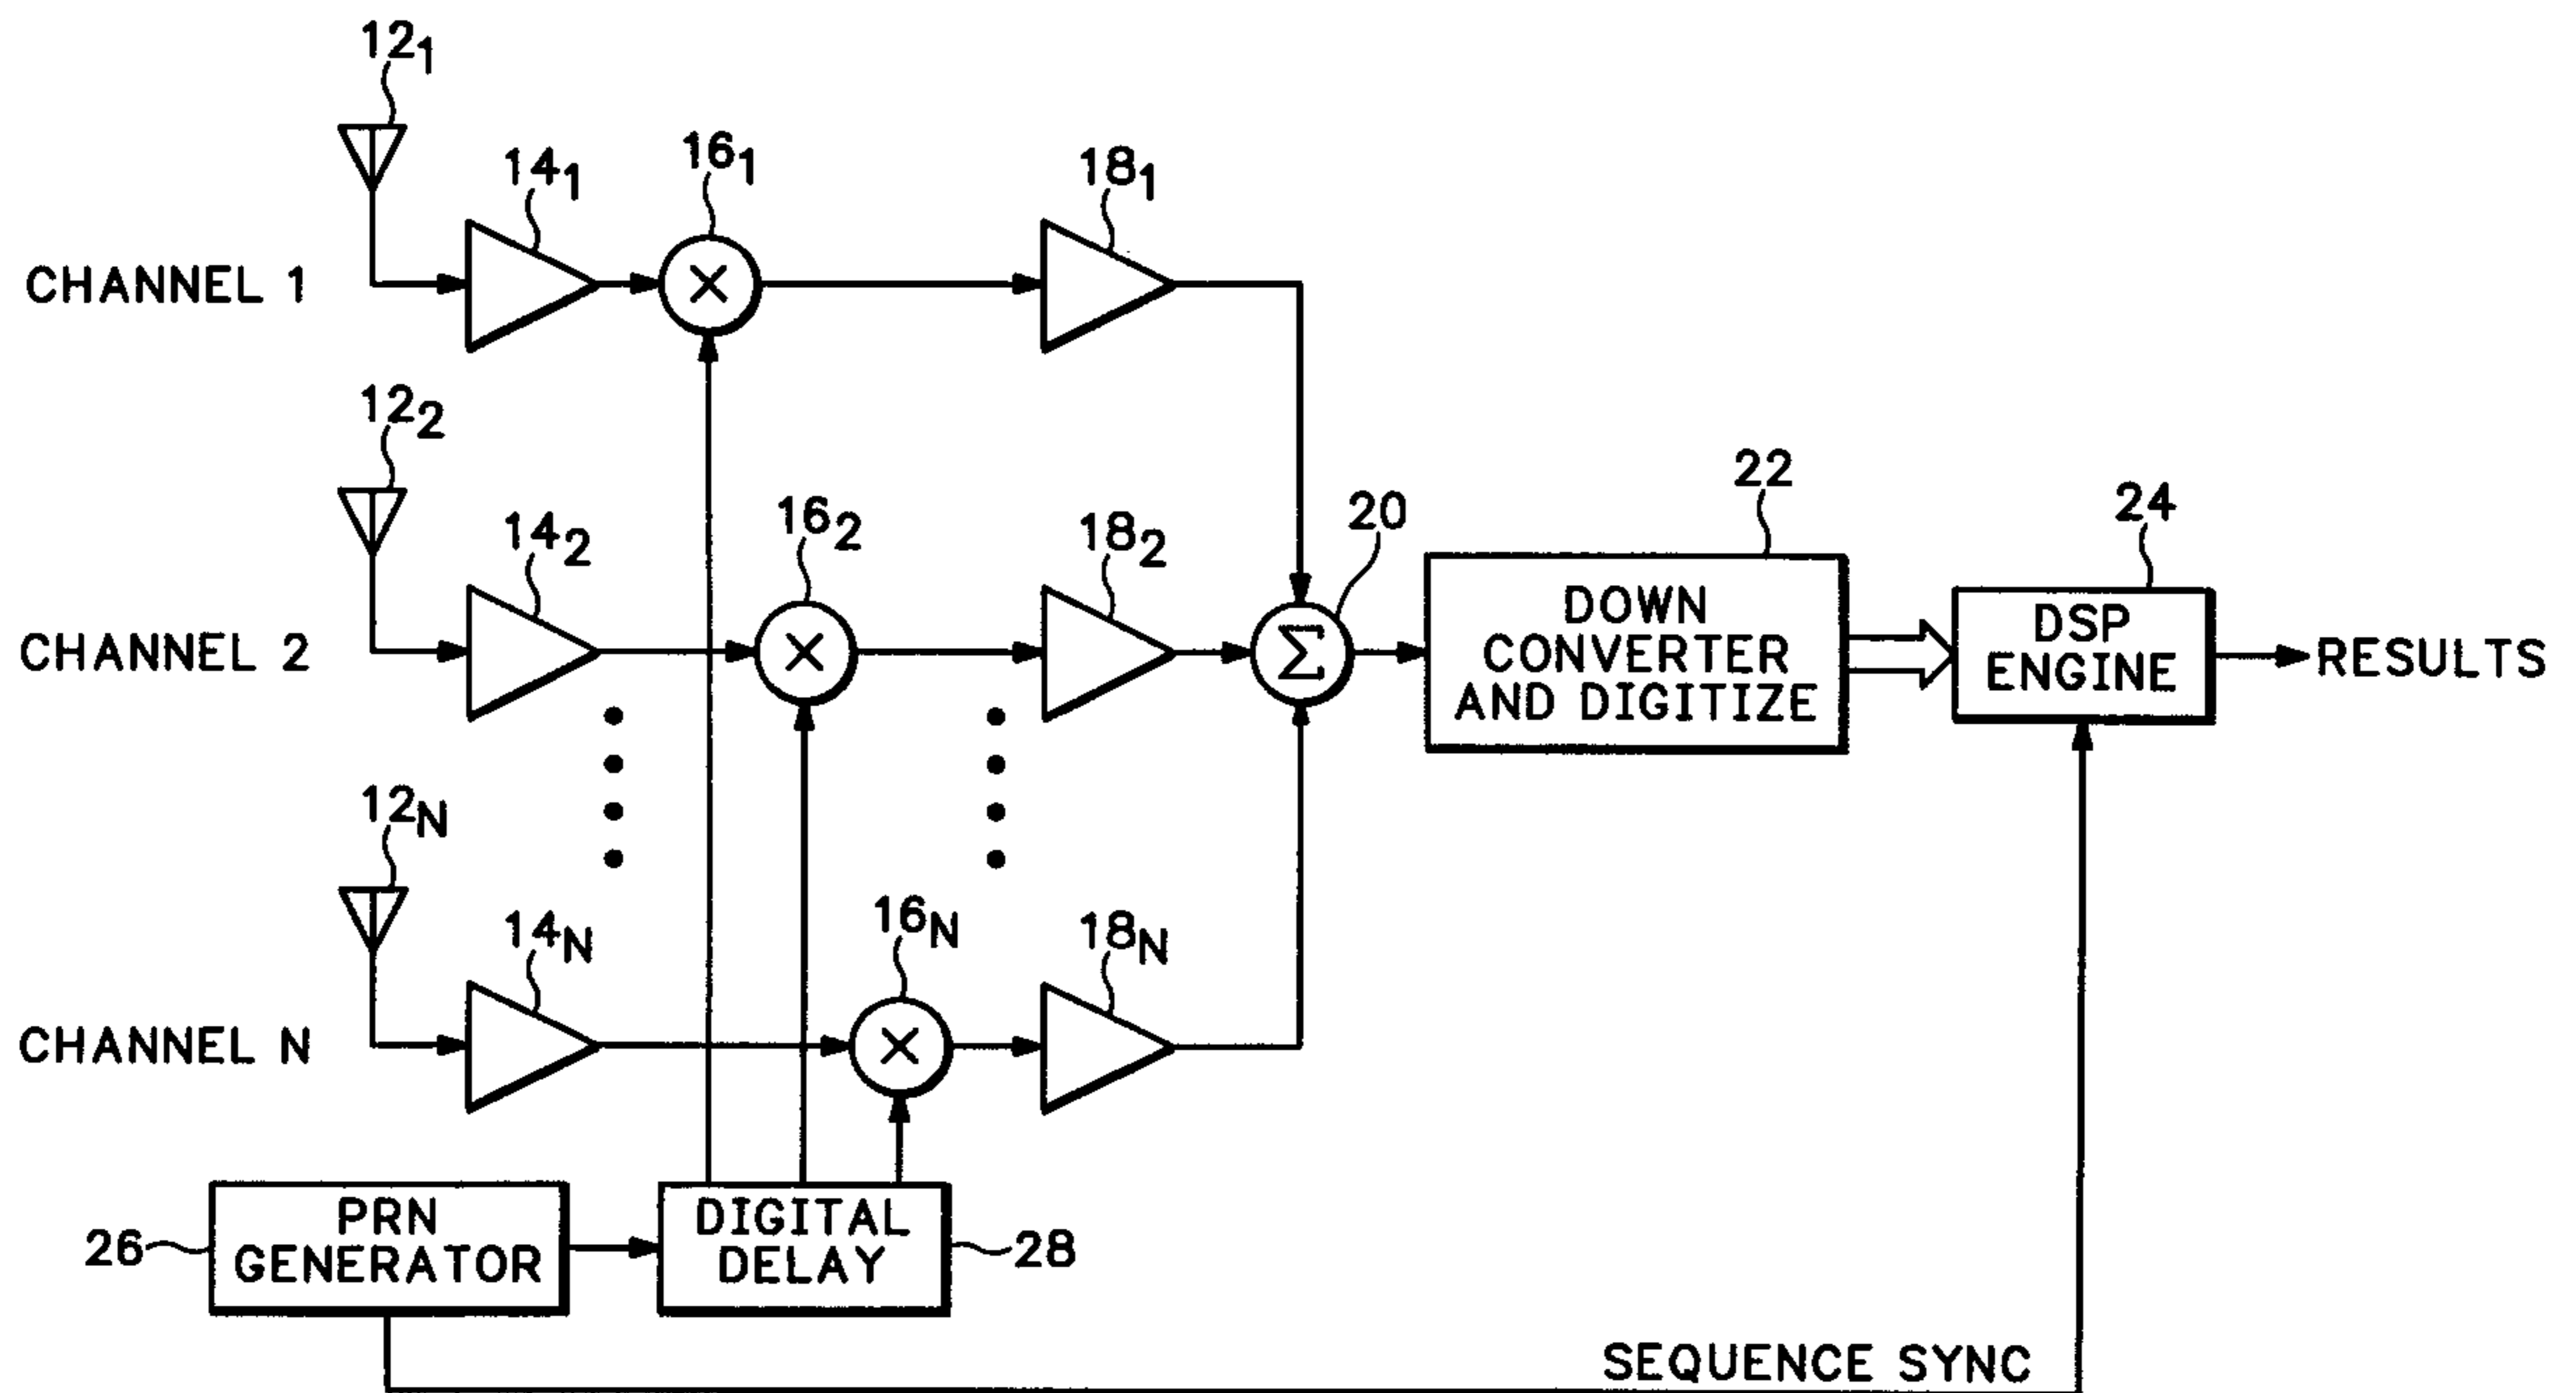 12₁
14₁
16₁
18₁
CHANNEL 1
12₂
14₂
16₂
18₂
20
22
24
CHANNEL 2
×
×
×
Σ
DOWN
CONVERTER
AND DIGITIZE
DSP
ENGINE
RESULTS
12N
14N
16N
18N
CHANNEL N
26
PRN
GENERATOR
DIGITAL
DELAY
28
SEQUENCE SYNC